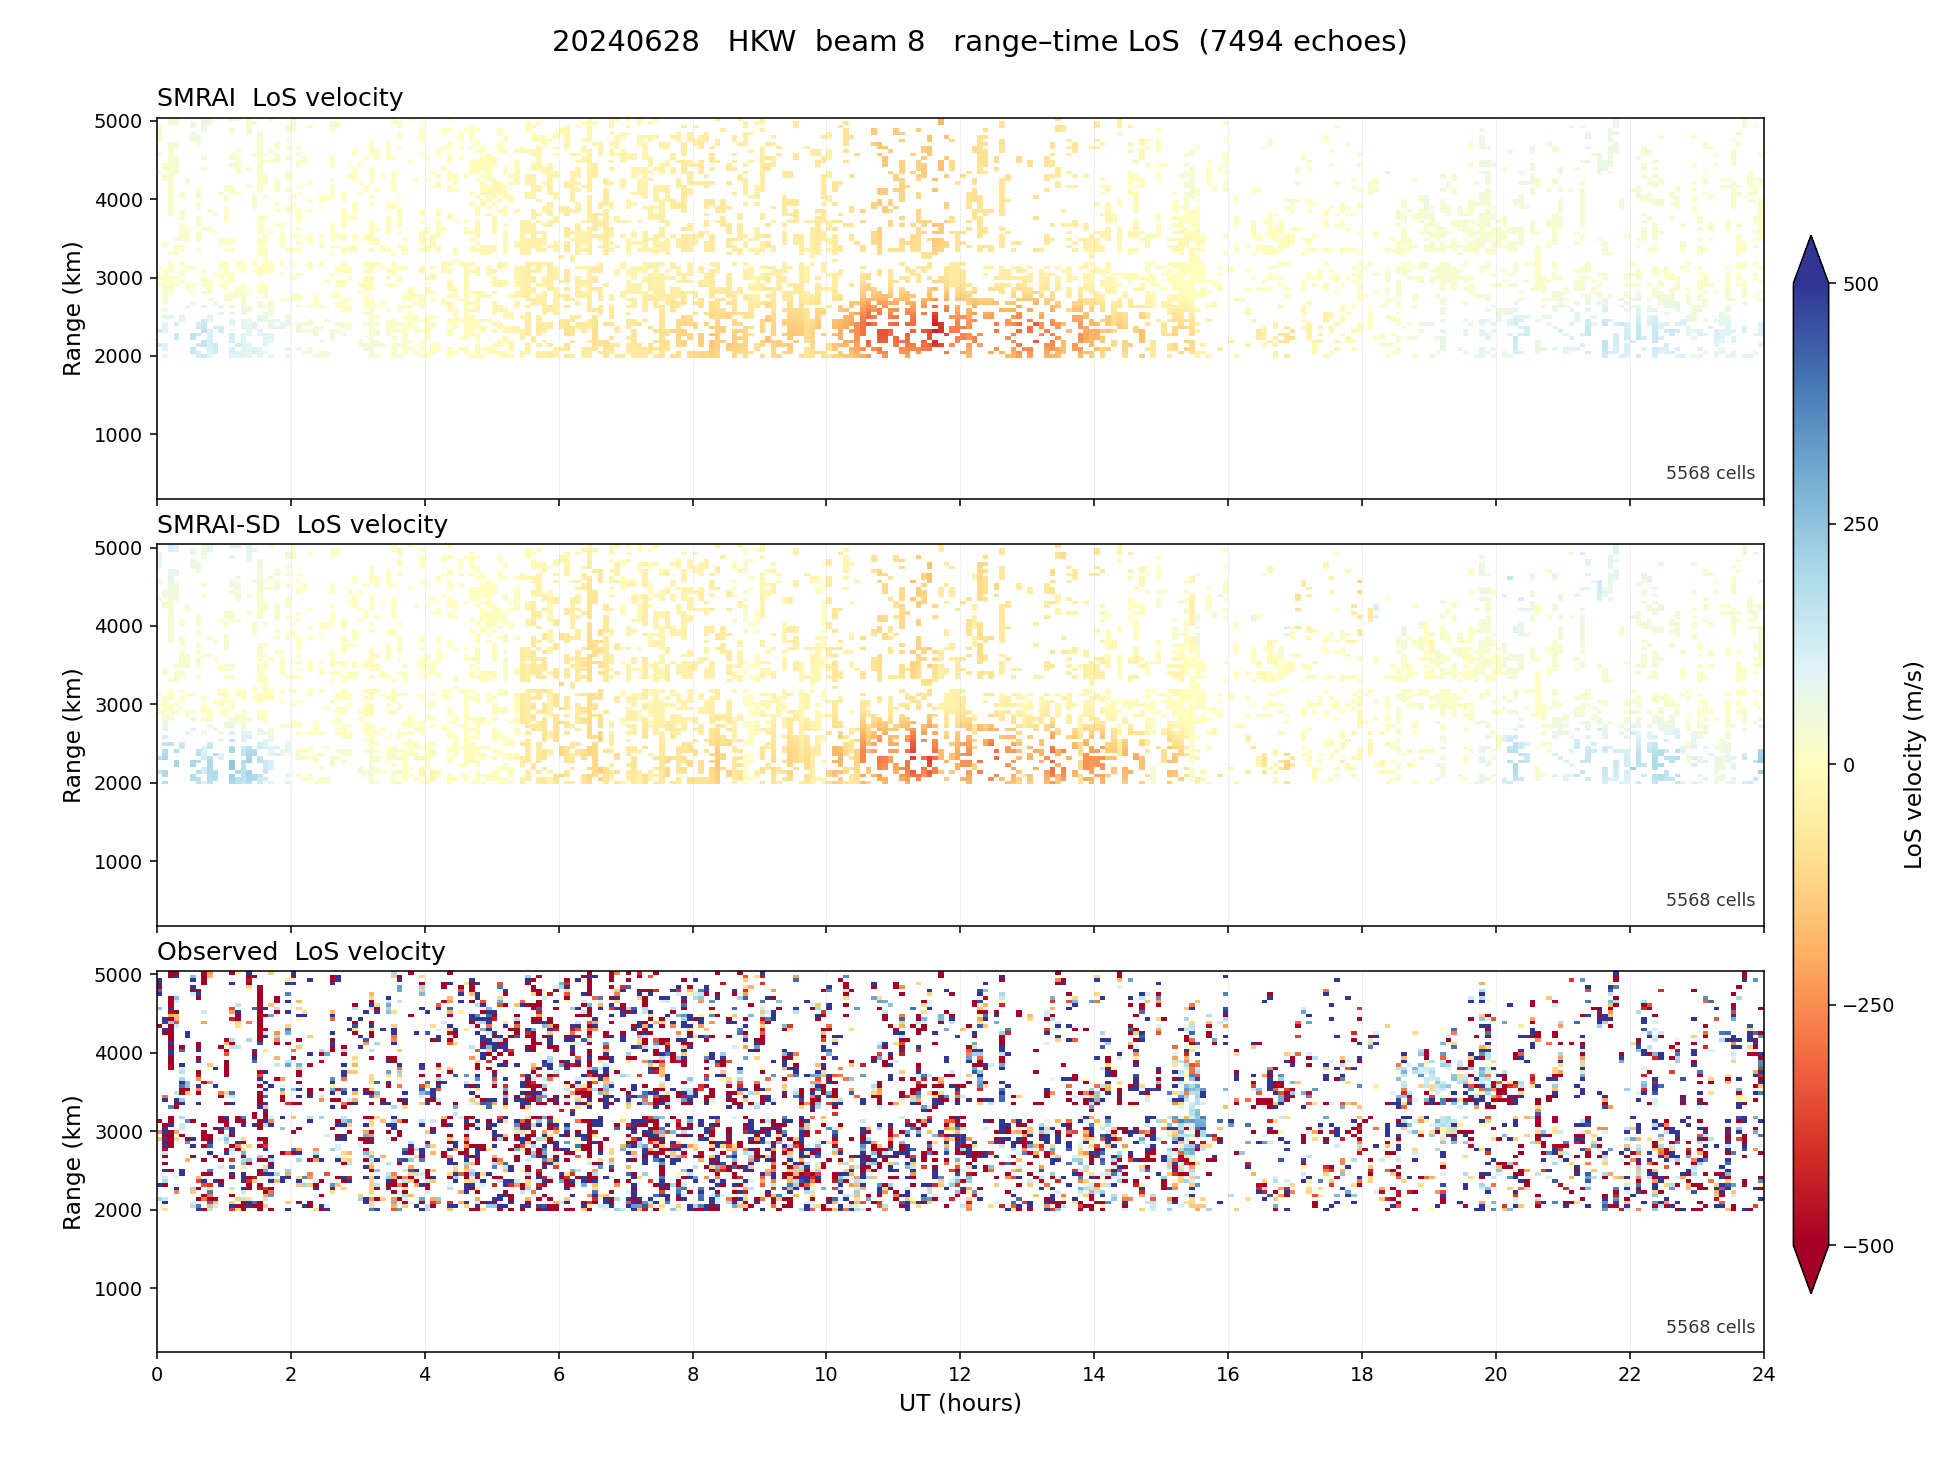 20240628   HKW  beam 8   range–time LoS  (7494 echoes)
SMRAI  LoS velocity
5000
4000
3000
2000
1000
Range (km)
5568 cells
SMRAI-SD  LoS velocity
5000
4000
3000
2000
1000
Range (km)
5568 cells
Observed  LoS velocity
5000
4000
3000
2000
1000
Range (km)
5568 cells
0 2 4 6 8 10 12 14 16 18 20 22 24
UT (hours)
500
250
0
−250
−500
LoS velocity (m/s)